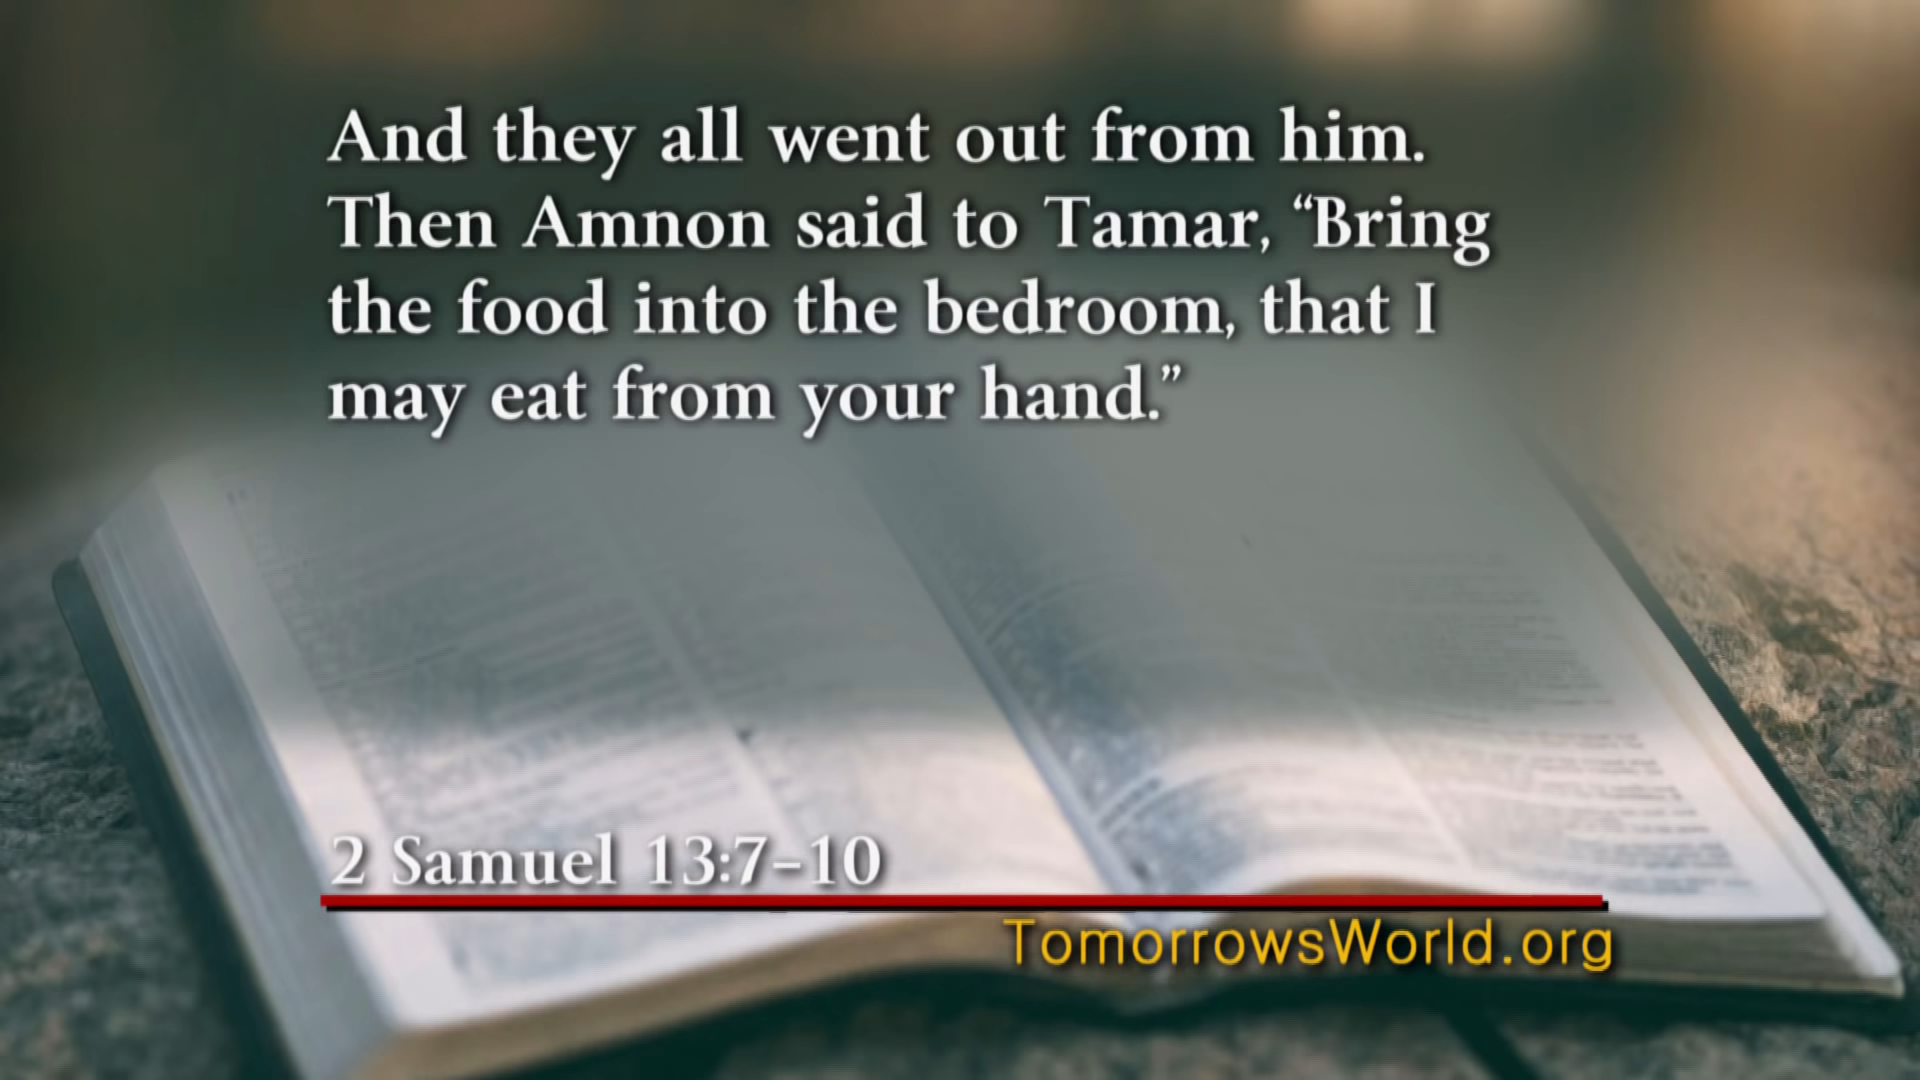 And they all went out from him.
Then Amnon said to Tamar, “Bring
the food into the bedroom, that I
may eat from your hand.”
2 Samuel 13:7–10
TomorrowsWorld.org